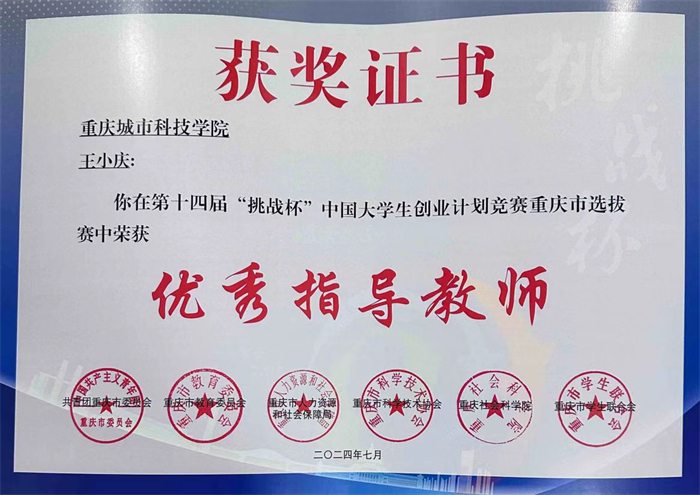 获奖证书
挑战杯
重庆城市科技学院
王小庆:
你在第十四届“挑战杯”中国大学生创业计划竞赛重庆市选拔
赛中荣获
优秀指导教师
共青团重庆市委员会
重庆市教育委员会
重庆市人力资源
和社会保障局
重庆市科学技术协会
重庆社会科学院
重庆市学生联合会
二〇二四年七月